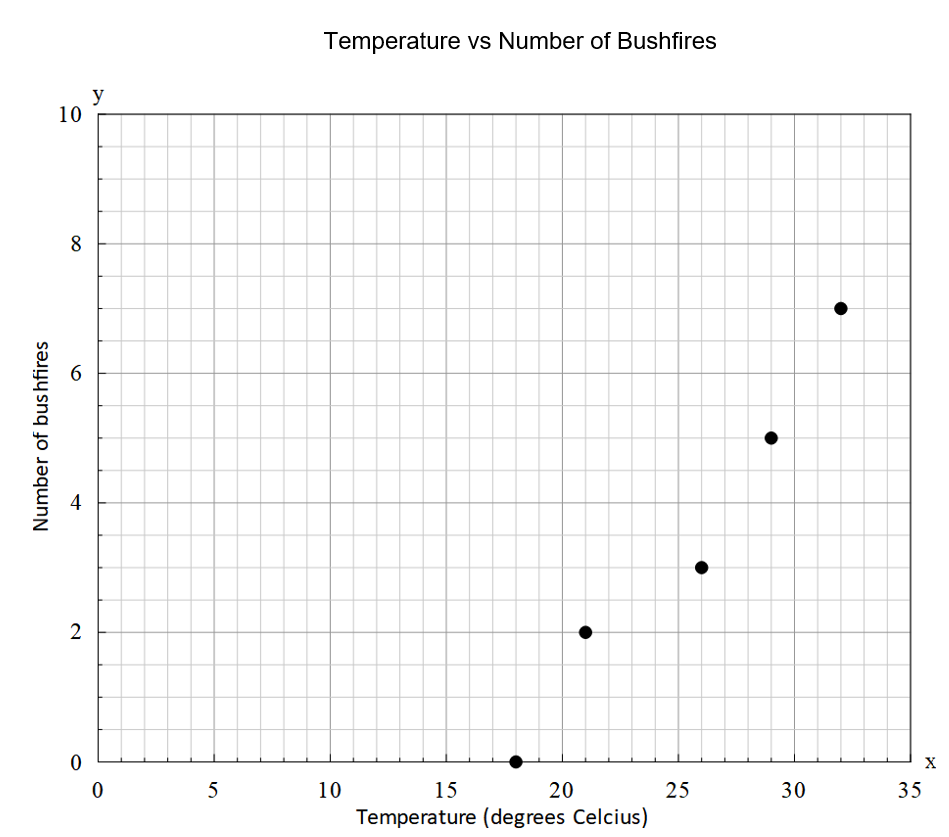 Temperature vs Number of Bushfires
y
10
8
6
4
2
0
Number of bushfires
0 5 10 15 20 25 30 35 x
Temperature (degrees Celcius)